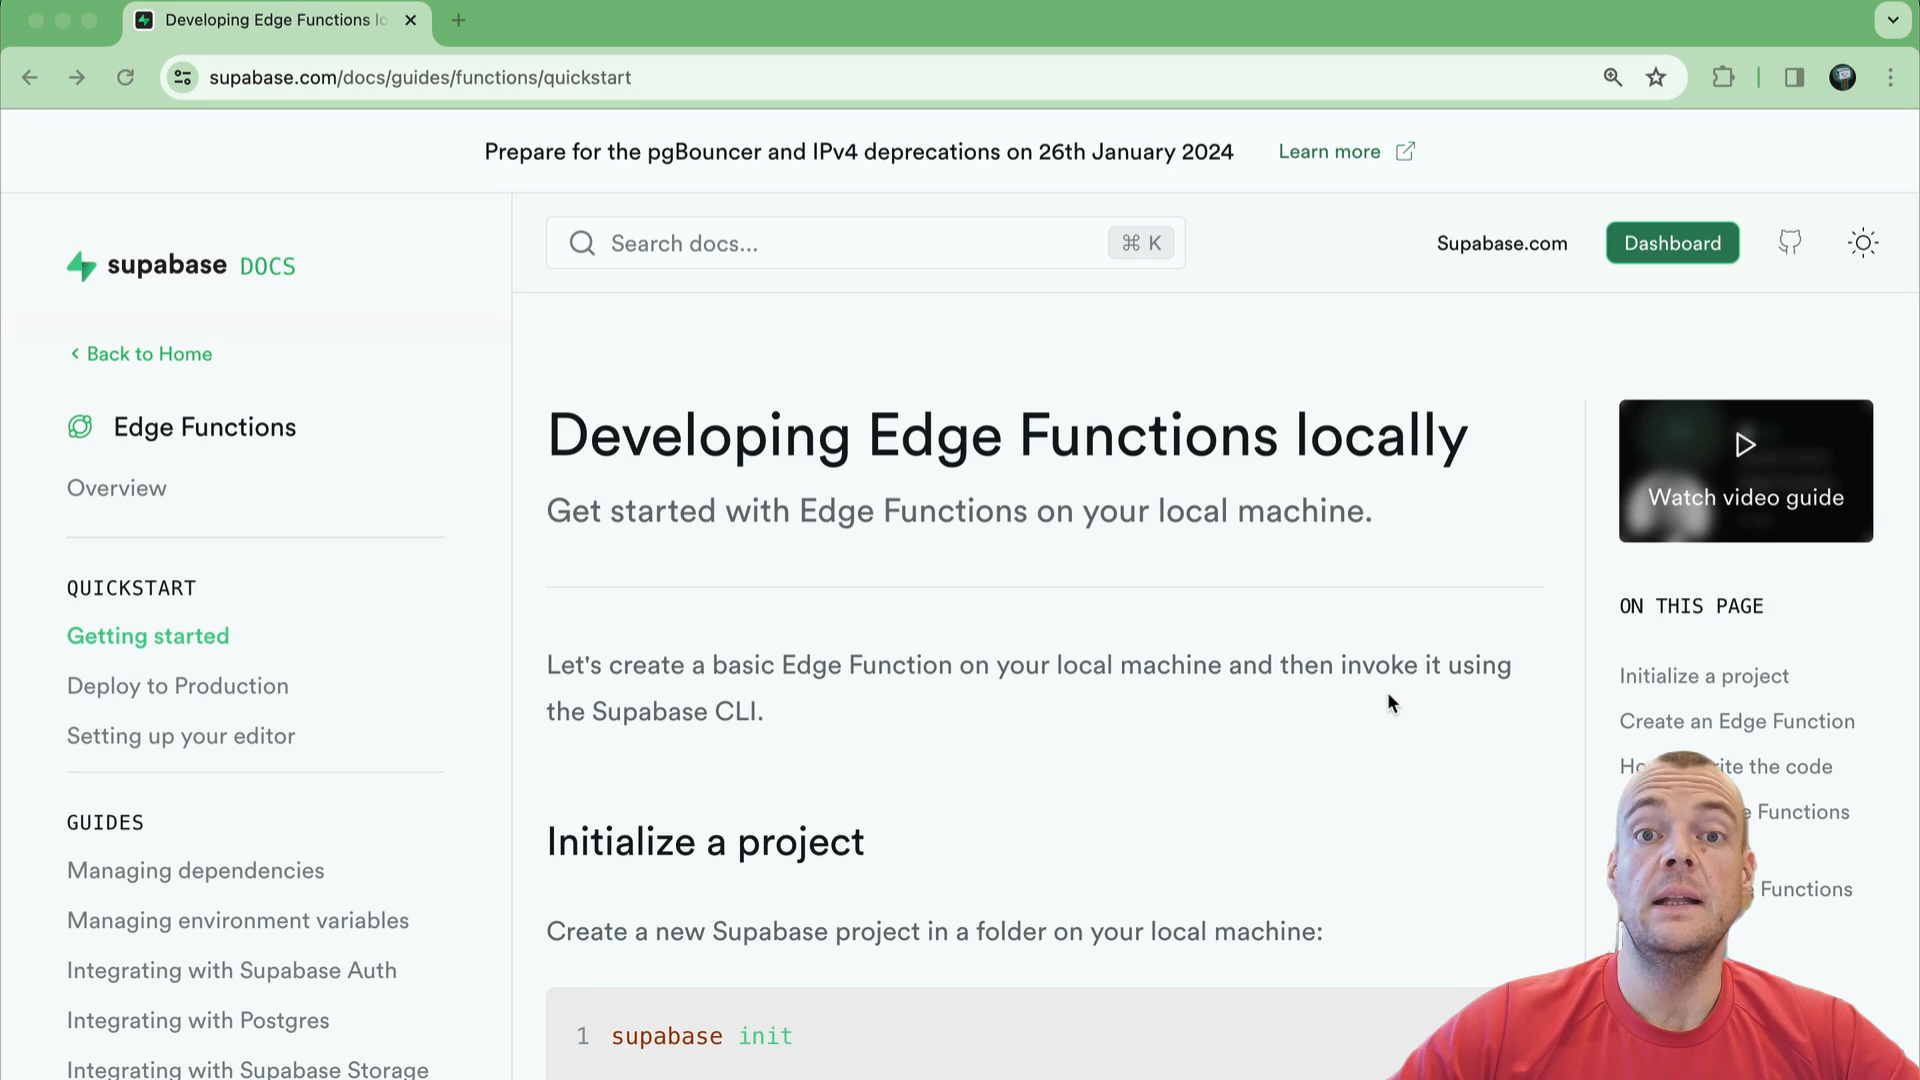 Developing Edge Functions lo
supabase.com/docs/guides/functions/quickstart
Prepare for the pgBouncer and IPv4 deprecations on 26th January 2024 Learn more
supabase DOCS
Search docs...
⌘ K
Supabase.com
Dashboard
< Back to Home
Edge Functions
Overview
QUICKSTART
Getting started
Deploy to Production
Setting up your editor
GUIDES
Managing dependencies
Managing environment variables
Integrating with Supabase Auth
Integrating with Postgres
Integrating with Supabase Storage
Developing Edge Functions locally
Get started with Edge Functions on your local machine.
Let's create a basic Edge Function on your local machine and then invoke it using
the Supabase CLI.
Initialize a project
Create a new Supabase project in a folder on your local machine:
1 supabase init
Watch video guide
ON THIS PAGE
Initialize a project
Create an Edge Function
the code
Functions
Functions